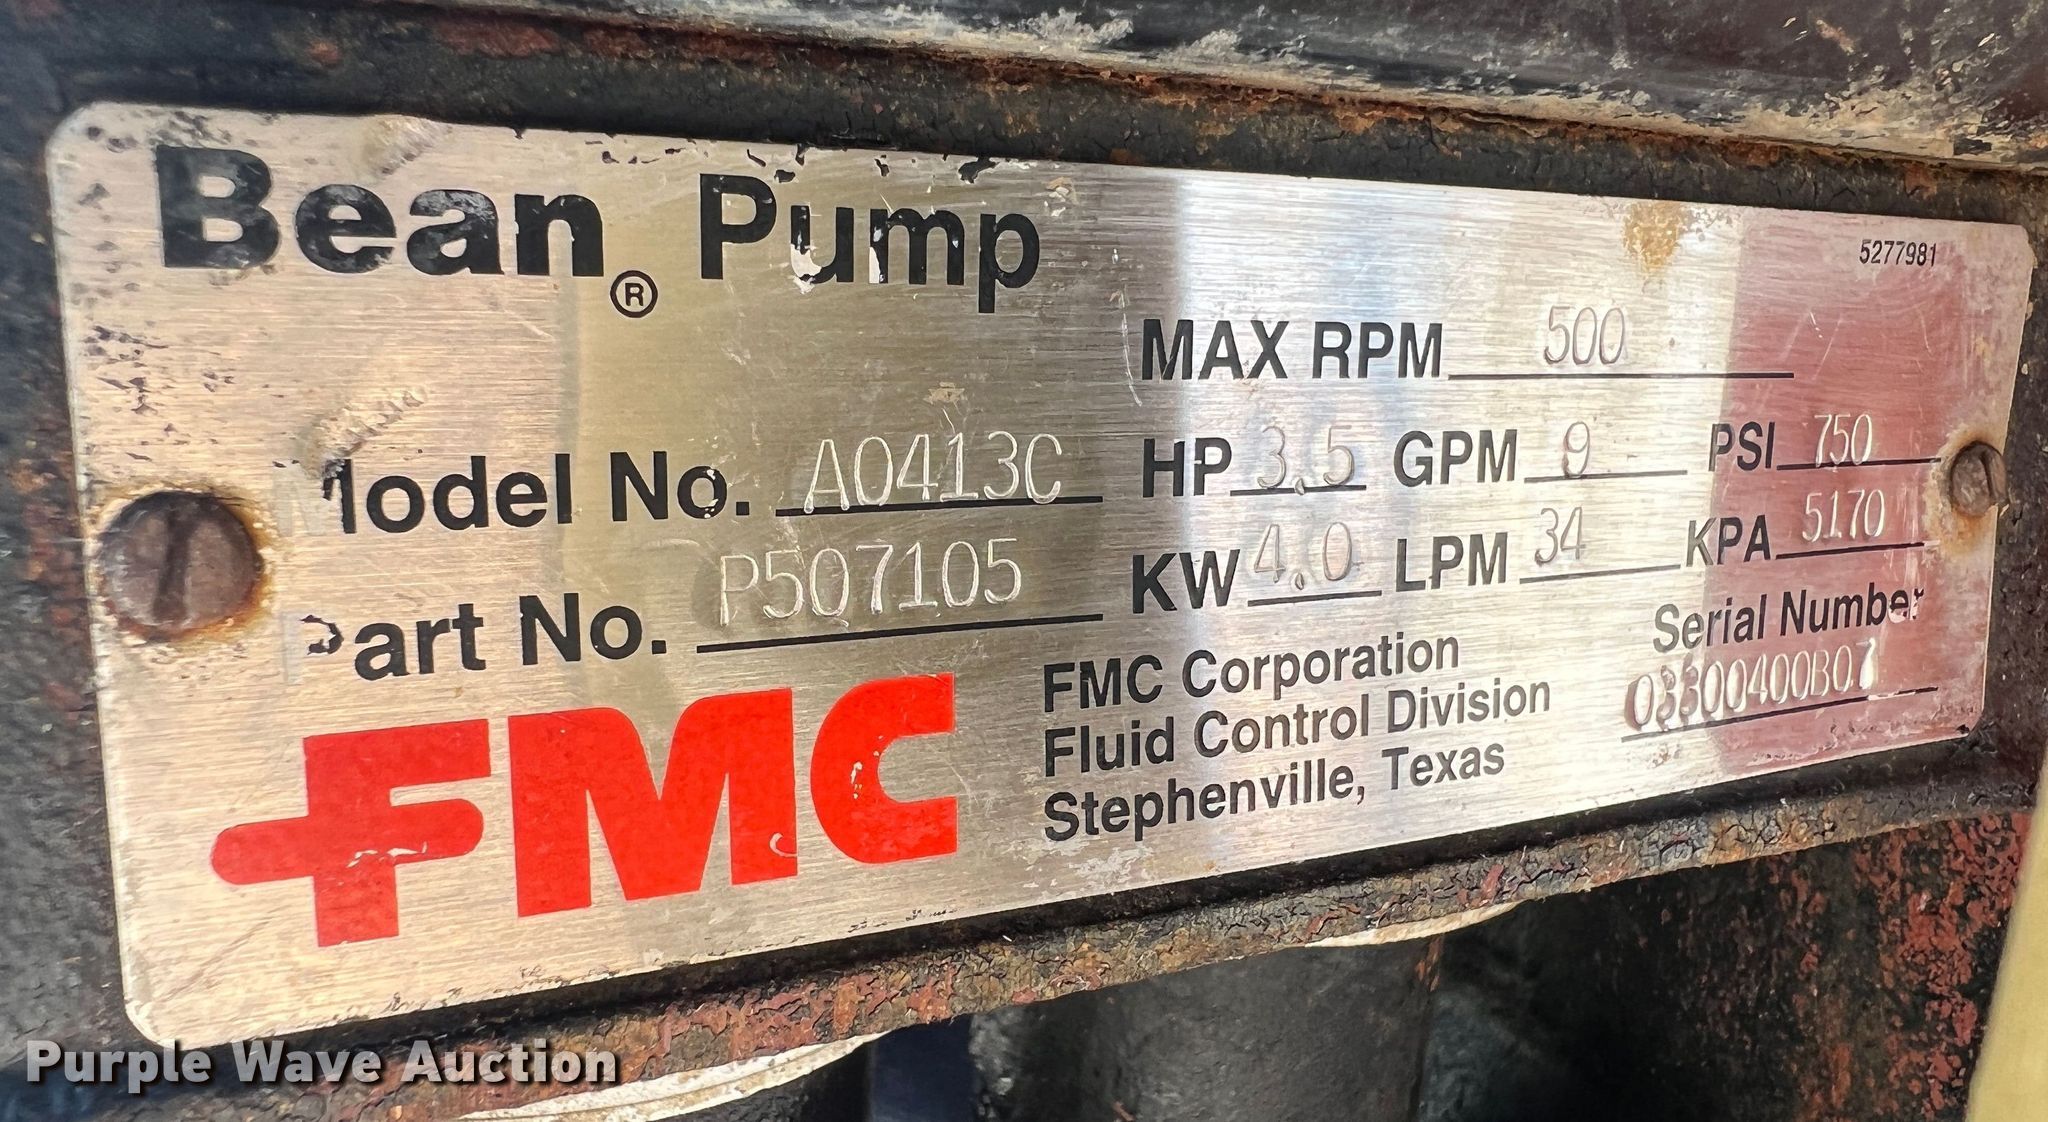 Bean® Pump
5277981
MAX RPM 500
Model No. A0413C
HP 3.5 GPM 9 PSI 750
Part No. P507105
KW 4.0 LPM 34 KPA 5170
FMC
FMC Corporation
Fluid Control Division
Stephenville, Texas
Serial Number
03300400B07
Purple Wave Auction